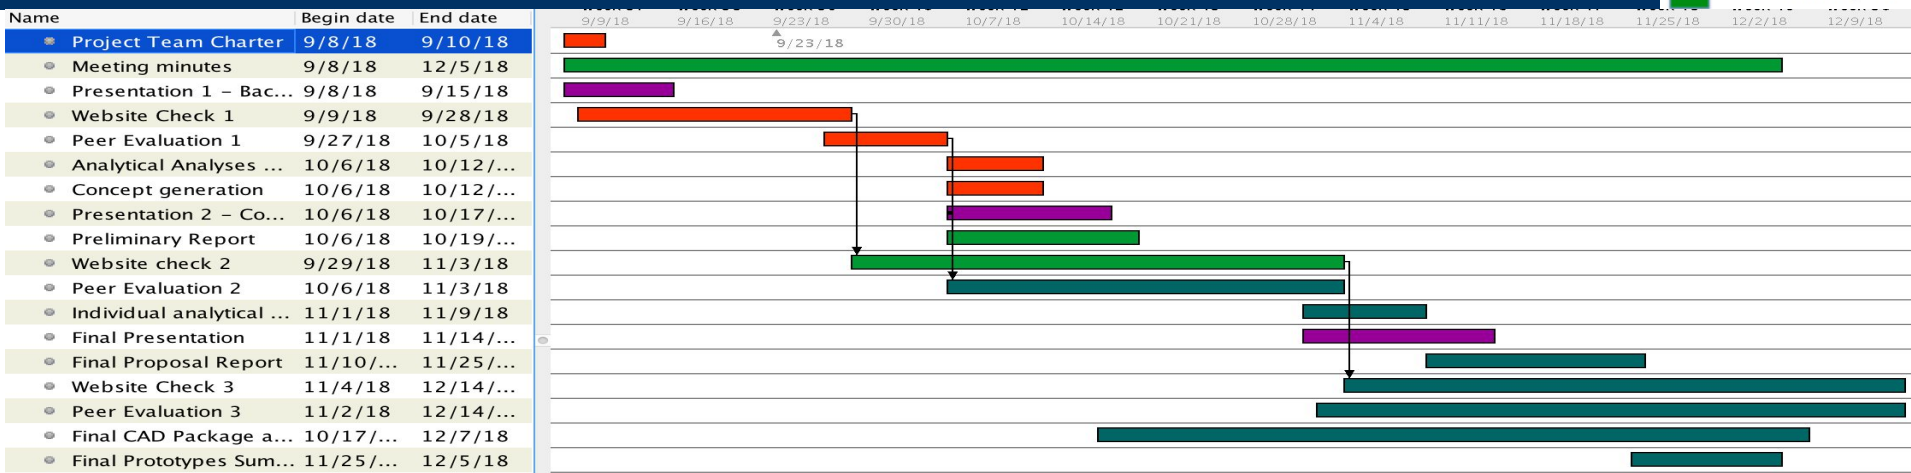 Name Begin date End date
9/9/18 9/16/18 9/23/18 9/30/18 10/7/18 10/14/18 10/21/18 10/28/18 11/4/18 11/11/18 11/18/18 11/25/18 12/2/18 12/9/18
Project Team Charter 9/8/18 9/10/18
9/23/18
Meeting minutes 9/8/18 12/5/18
Presentation 1 – Bac... 9/8/18 9/15/18
Website Check 1 9/9/18 9/28/18
Peer Evaluation 1 9/27/18 10/5/18
Analytical Analyses ... 10/6/18 10/12/...
Concept generation 10/6/18 10/12/...
Presentation 2 – Co... 10/6/18 10/17/...
Preliminary Report 10/6/18 10/19/...
Website check 2 9/29/18 11/3/18
Peer Evaluation 2 10/6/18 11/3/18
Individual analytical ... 11/1/18 11/9/18
Final Presentation 11/1/18 11/14/...
Final Proposal Report 11/10/... 11/25/...
Website Check 3 11/4/18 12/14/...
Peer Evaluation 3 11/2/18 12/14/...
Final CAD Package a... 10/17/... 12/7/18
Final Prototypes Sum... 11/25/... 12/5/18